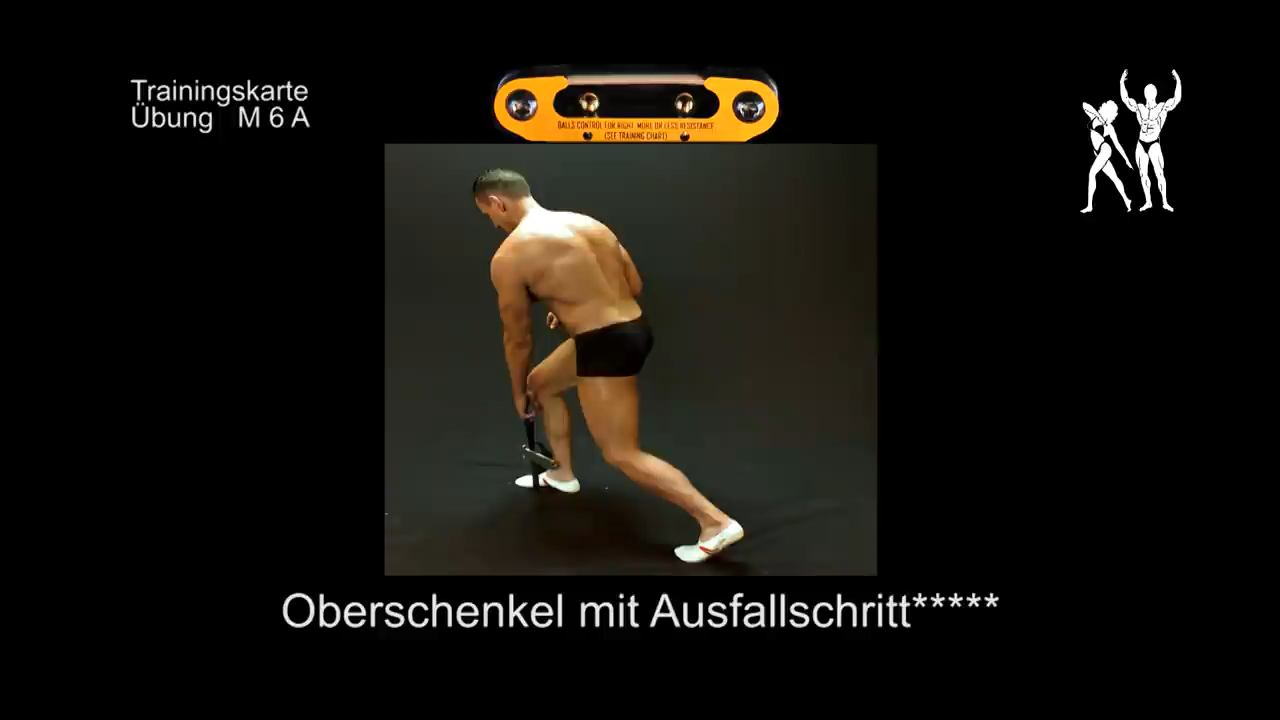 Trainingskarte
Übung M 6 A
BALLS CONTROL FOR RIGHT MORE OR LESS RESISTANCE
(SEE TRAINING CHART)
Oberschenkel mit Ausfallschritt*****